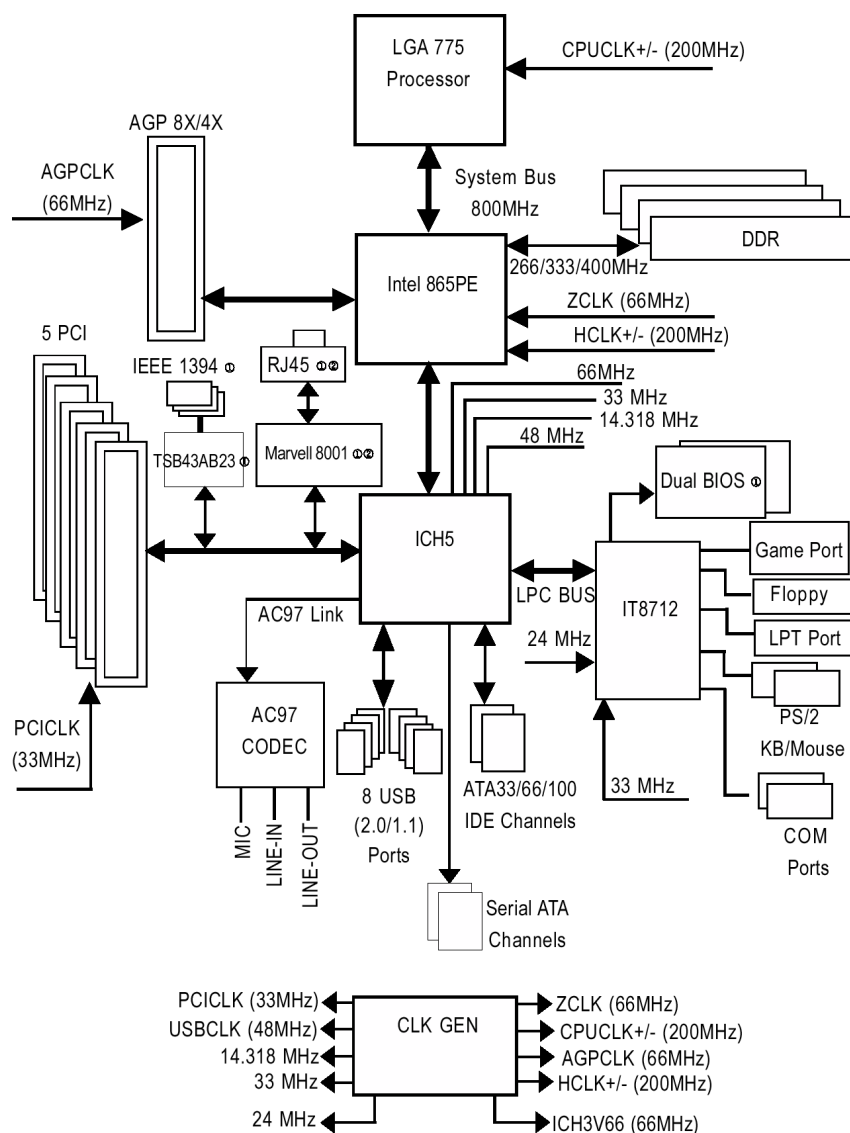 LGA 775
Processor
CPUCLK+/- (200MHz)
AGP 8X/4X
AGPCLK
(66MHz)
System Bus
800MHz
DDR
266/333/400MHz
Intel 865PE
ZCLK (66MHz)
HCLK+/- (200MHz)
5 PCI
IEEE 1394 ①
RJ45 ①②
66MHz
33 MHz
14.318 MHz
48 MHz
TSB43AB23 ①
Marvell 8001 ①②
Dual BIOS ①
ICH5
Game Port
LPC BUS
IT8712
Floppy
AC97 Link
LPT Port
24 MHz
PS/2
KB/Mouse
PCICLK
(33MHz)
AC97
CODEC
8 USB
(2.0/1.1)
Ports
ATA33/66/100
IDE Channels
33 MHz
COM
Ports
MIC
LINE-IN
LINE-OUT
Serial ATA
Channels
CLK GEN
PCICLK (33MHz)
USBCLK (48MHz)
14.318 MHz
33 MHz
24 MHz
ZCLK (66MHz)
CPUCLK+/- (200MHz)
AGPCLK (66MHz)
HCLK+/- (200MHz)
ICH3V66 (66MHz)